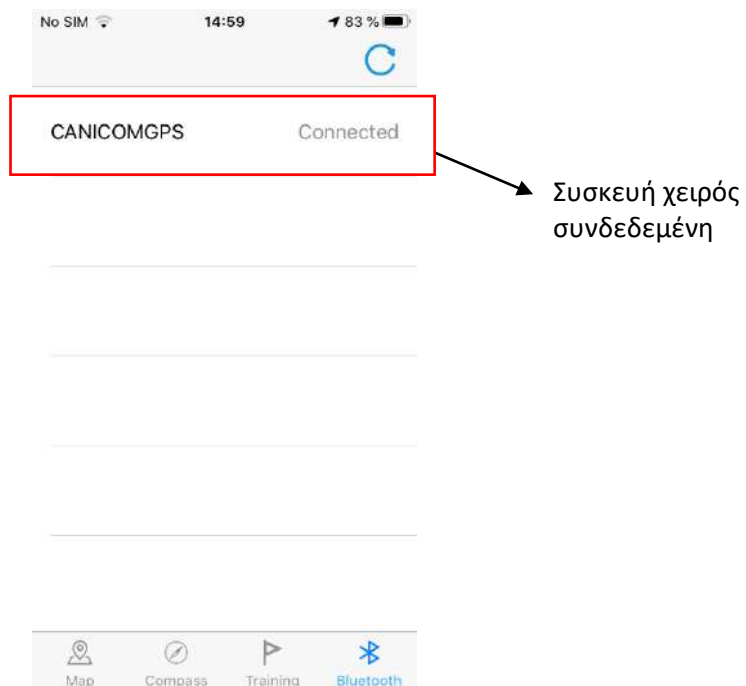 No SIM 14:59 83 %
CANICOMGPS Connected
Συσκευή χειρός
συνδεδεμένη
Map Compass Training Bluetooth